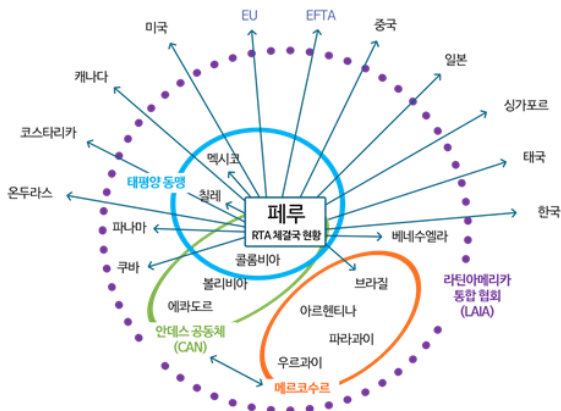 EU
EFTA
미국
중국
캐나다
일본
코스타리카
싱가포르
멕시코
태국
태평양 동맹
온두라스
칠레
페루
한국
RTA 체결국 현황
파나마
베네수엘라
쿠바
콜롬비아
볼리비아
브라질
라틴아메리카
통합 협회
(LAIA)
에콰도르
아르헨티나
안데스 공동체
(CAN)
파라과이
우르과이
메르코수르